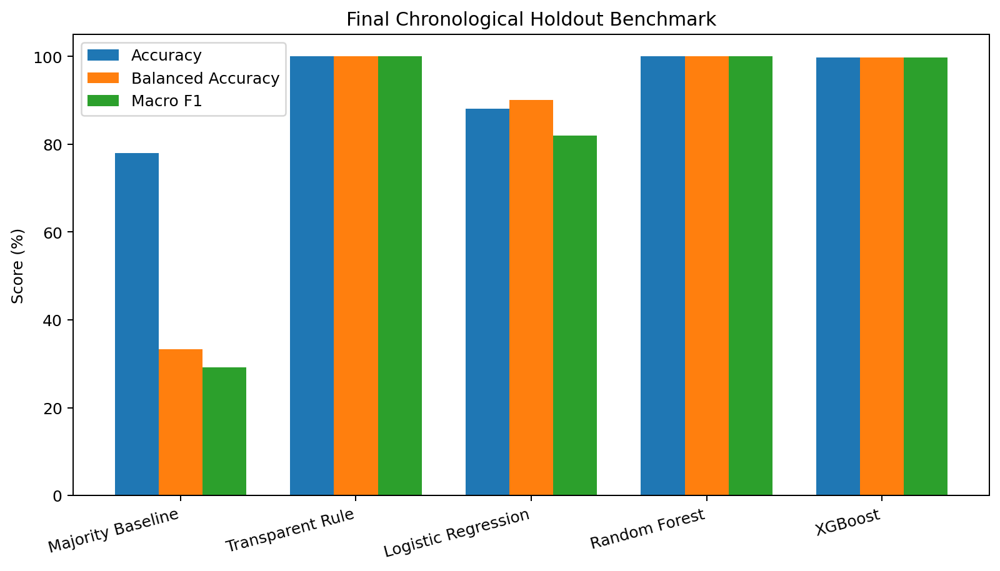 Final Chronological Holdout Benchmark
Accuracy
Balanced Accuracy
Macro F1
Score (%)
100
80
60
40
20
0
Majority Baseline
Transparent Rule
Logistic Regression
Random Forest
XGBoost